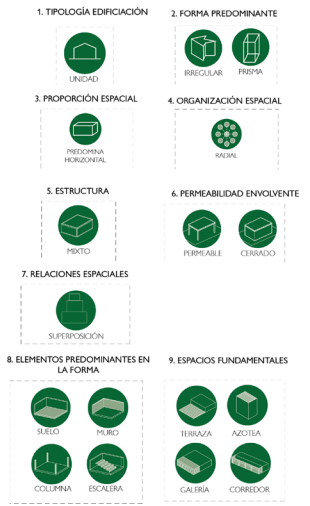 1. TIPOLOGÍA EDIFICIACIÓN
UNIDAD
2. FORMA PREDOMINANTE
IRREGULAR
PRISMA
3. PROPORCIÓN ESPACIAL
PREDOMINA
HORIZONTAL
4. ORGANIZACIÓN ESPACIAL
RADIAL
5. ESTRUCTURA
MIXTO
6. PERMEABILIDAD ENVOLVENTE
PERMEABLE
CERRADO
7. RELACIONES ESPACIALES
SUPERPOSICIÓN
8. ELEMENTOS PREDOMINANTES EN
LA FORMA
SUELO
MURO
COLUMNA
ESCALERA
9. ESPACIOS FUNDAMENTALES
TERRAZA
AZOTEA
GALERÍA
CORREDOR